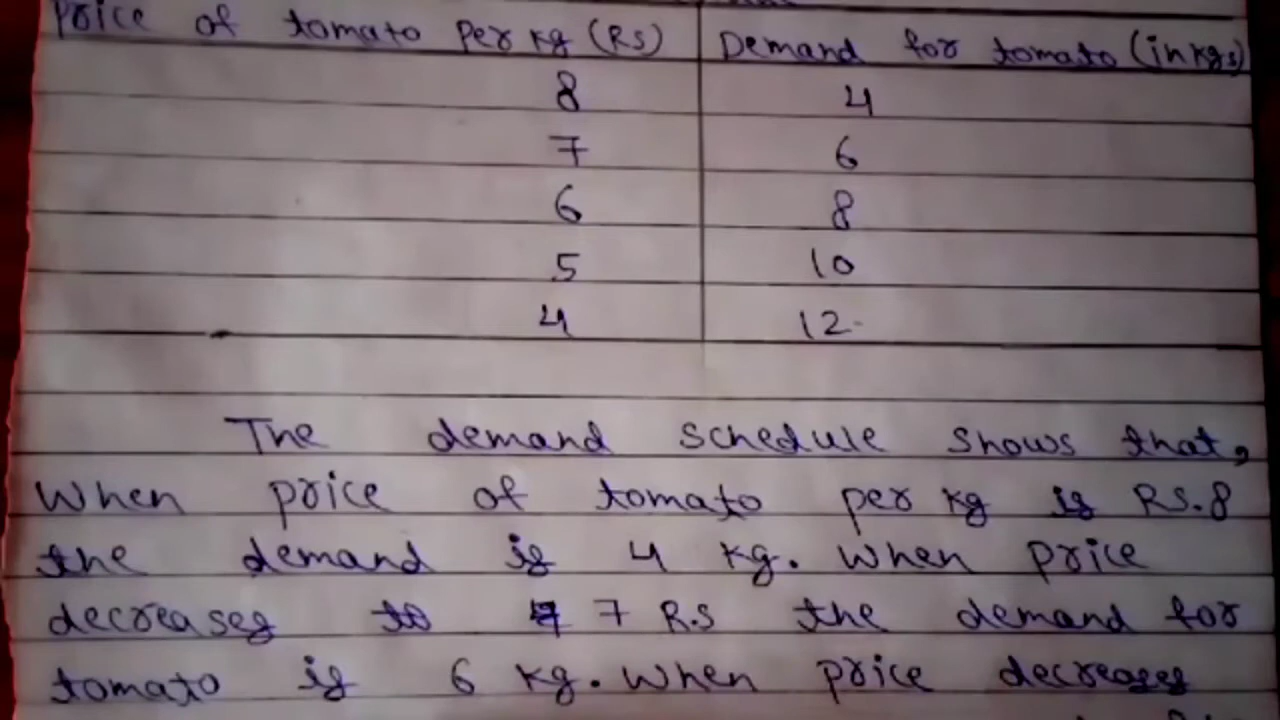 Price of tomato per kg (RS) Demand for tomato (in kgs)
8 4
7 6
6 8
5 10
4 12
The demand schedule shows that,
when price of tomato per kg is RS.8
the demand is 4 kg. when price
decreases to 7 R.S the demand for
tomato is 6 kg. when price decreases